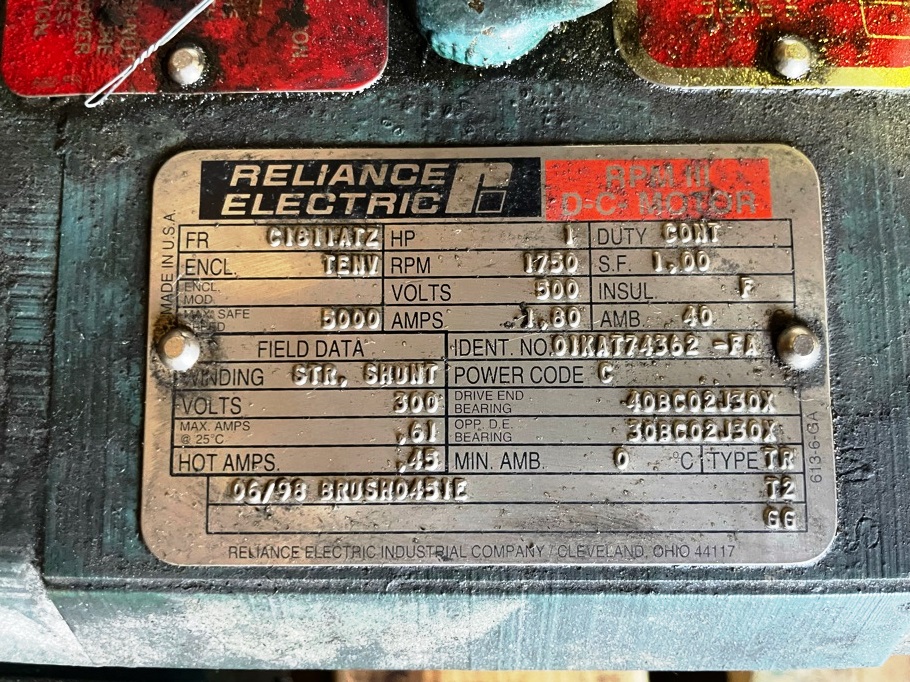 RELIANCE
ELECTRIC
RPM III
D-C- MOTOR
MADE IN U.S.A.
FR C1811ATZ HP 1 DUTY CONT
ENCL. TENV RPM 1750 S.F. 1.00
ENCL. MOD. VOLTS 500 INSUL F
MAX. SAFE SPEED 5000 AMPS 1.80 AMB. 40
FIELD DATA IDENT. NO. 01KAT74362 -FA
WINDING STR. SHUNT POWER CODE C
VOLTS 300 DRIVE END BEARING 40BC02J30X
MAX. AMPS @ 25°C .61 OPP. D.E. BEARING 30BC02J30X
HOT AMPS. .45 MIN. AMB. 0 °C TYPE TR
06/98 BRUSH0451E T2
GG
613-6-GA
RELIANCE ELECTRIC INDUSTRIAL COMPANY / CLEVELAND, OHIO 44117
NO.